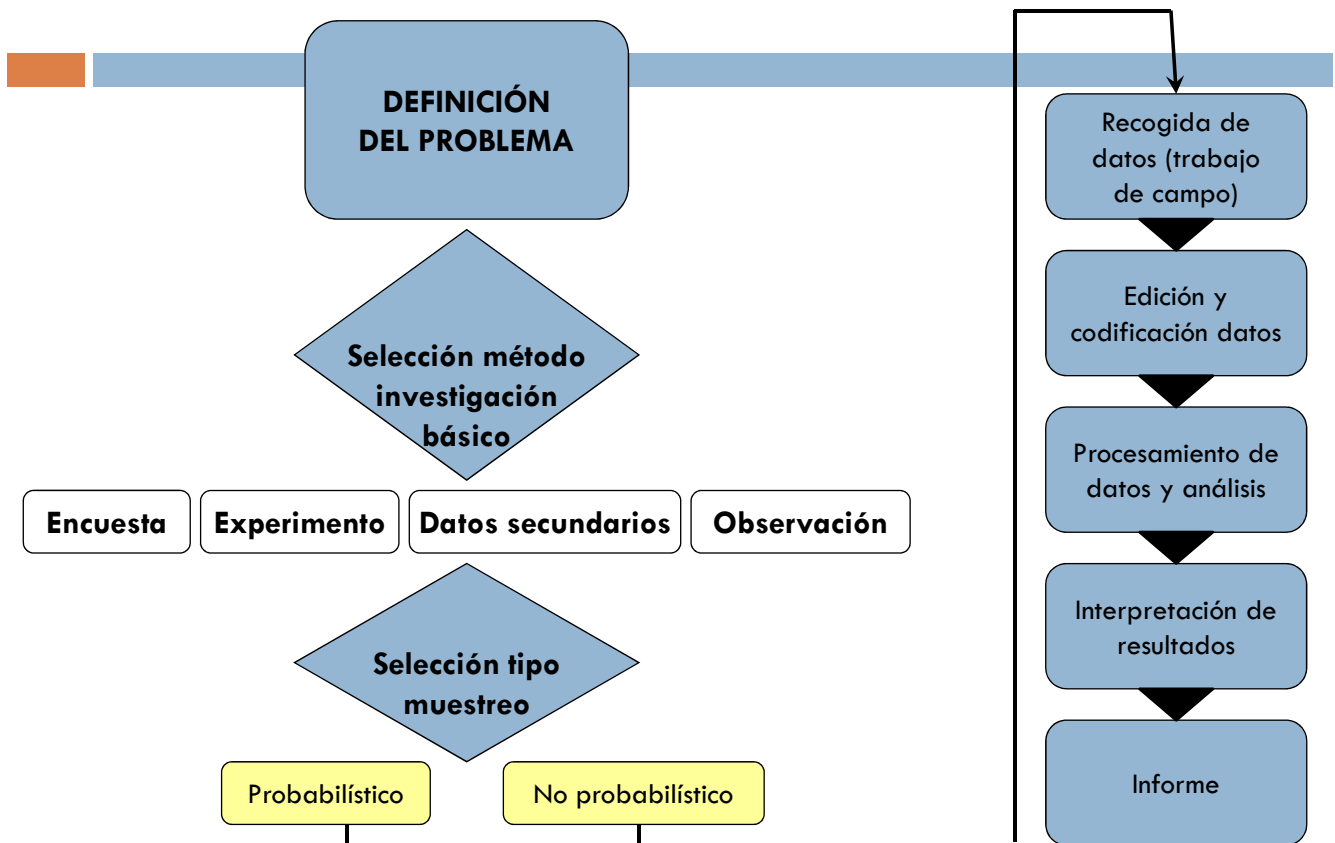 DEFINICIÓN
DEL PROBLEMA
Selección método
investigación
básico
Encuesta
Experimento
Datos secundarios
Observación
Selección tipo
muestreo
Probabilístico
No probabilístico
Recogida de
datos (trabajo
de campo)
Edición y
codificación datos
Procesamiento de
datos y análisis
Interpretación de
resultados
Informe